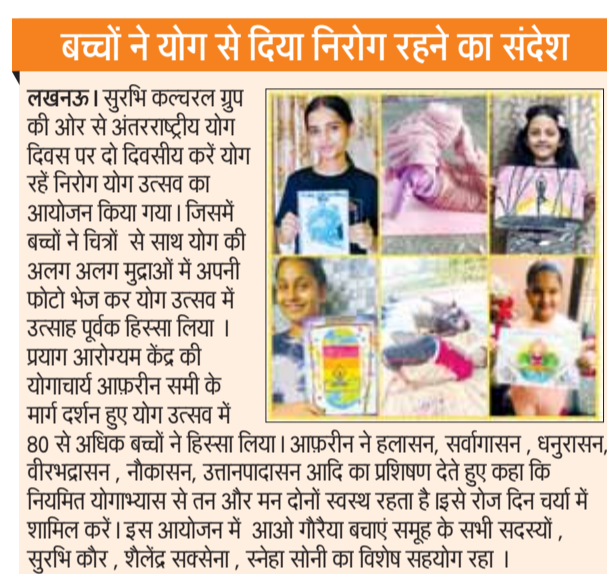 बच्चों ने योग से दिया निरोग रहने का संदेश
लखनऊ। सुरभि कल्चरल ग्रुप
की ओर से अंतरराष्ट्रीय योग
दिवस पर दो दिवसीय करें योग
रहें निरोग योग उत्सव का
आयोजन किया गया। जिसमें
बच्चों ने चित्रों से साथ योग की
अलग अलग मुद्राओं में अपनी
फोटो भेज कर योग उत्सव में
उत्साह पूर्वक हिस्सा लिया ।
प्रयाग आरोग्यम केंद्र की
योगाचार्य आफ़रीन समी के
मार्ग दर्शन हुए योग उत्सव में
80 से अधिक बच्चों ने हिस्सा लिया। आफ़रीन ने हलासन, सर्वागासन , धनुरासन,
वीरभद्रासन , नौकासन, उत्तानपादासन आदि का प्रशिषण देते हुए कहा कि
नियमित योगाभ्यास से तन और मन दोनों स्वस्थ रहता है ।इसे रोज दिन चर्या में
शामिल करें। इस आयोजन में आओ गौरैया बचाएं समूह के सभी सदस्यों ,
सुरभि कौर , शैलेंद्र सक्सेना , स्नेहा सोनी का विशेष सहयोग रहा ।